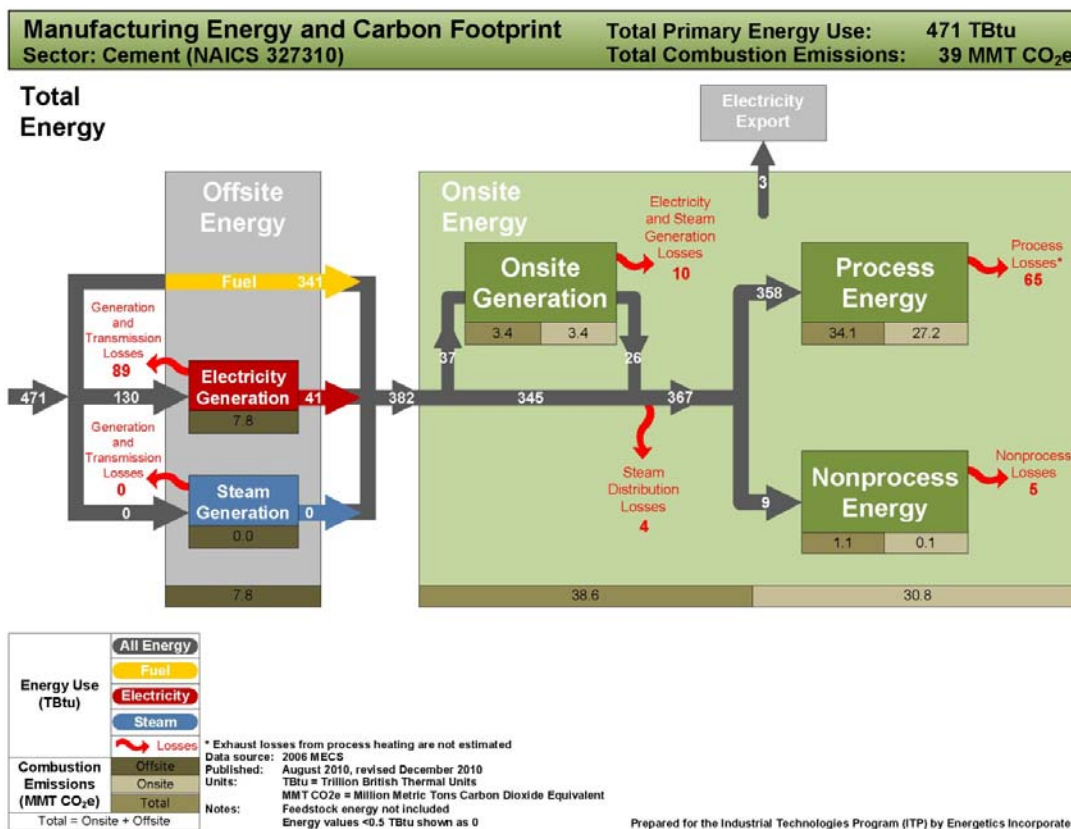 Manufacturing Energy and Carbon Footprint
Sector: Cement (NAICS 327310)
Total Primary Energy Use: 471 TBtu
Total Combustion Emissions: 39 MMT CO₂e
Total
Energy
Electricity
Export
Offsite
Energy
Onsite
Energy
3
Electricity
and Steam
Generation
Losses
10
Onsite
Generation
3.4 3.4
Process
Energy
34.1 27.2
Process
Losses*
65
Fuel 341
Generation
and
Transmission
Losses
89
Electricity
Generation
7.8
471
130
41
382
37
345
26
367
358
Generation
and
Transmission
Losses
0
Steam
Generation
0.0
0
0
Steam
Distribution
Losses
4
9
Nonprocess
Energy
1.1 0.1
Nonprocess
Losses
5
7.8
38.6 30.8
Energy Use
(TBtu)
All Energy
Fuel
Electricity
Steam
Losses
Combustion
Emissions
(MMT CO₂e)
Offsite
Onsite
Total
Total = Onsite + Offsite
* Exhaust losses from process heating are not estimated
Data source: 2006 MECS
Published: August 2010, revised December 2010
Units: TBtu = Trillion British Thermal Units
MMT CO2e = Million Metric Tons Carbon Dioxide Equivalent
Notes: Feedstock energy not included
Energy values <0.5 TBtu shown as 0
Prepared for the Industrial Technologies Program (ITP) by Energetics Incorporate